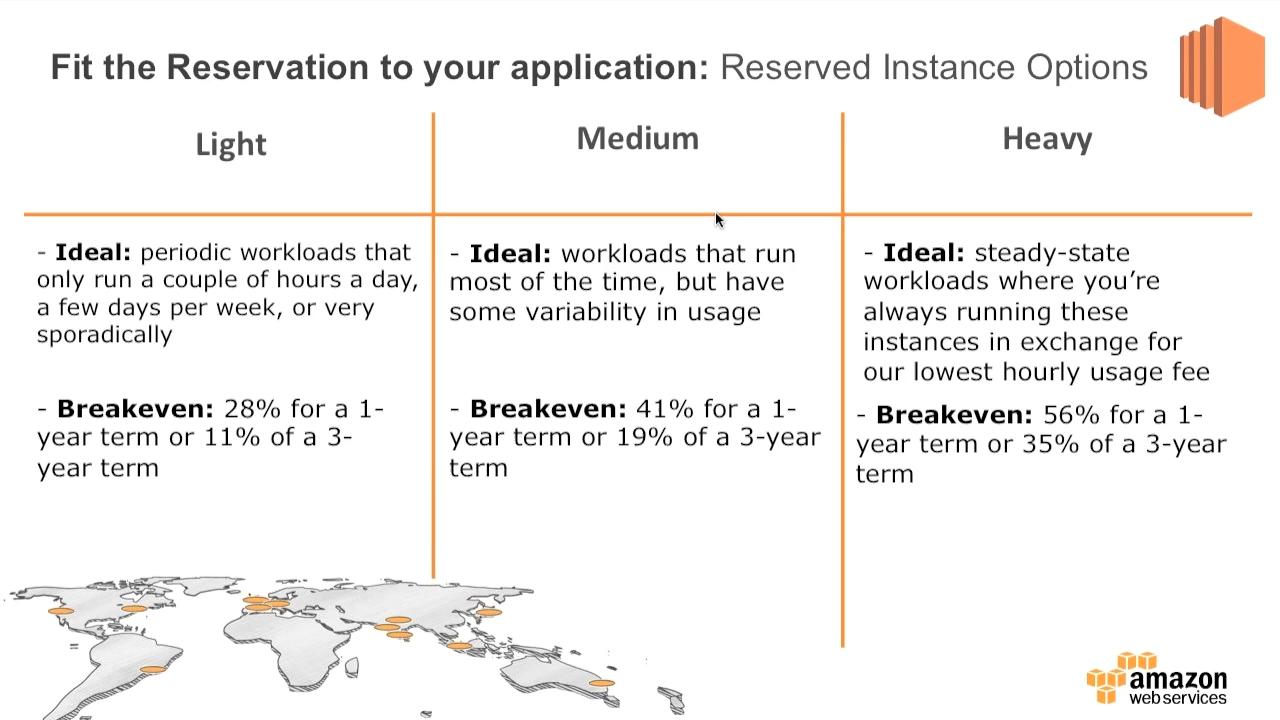 Fit the Reservation to your application: Reserved Instance Options
Light
- Ideal: periodic workloads that
only run a couple of hours a day,
a few days per week, or very
sporadically
- Breakeven: 28% for a 1-
year term or 11% of a 3-
year term
Medium
- Ideal: workloads that run
most of the time, but have
some variability in usage
- Breakeven: 41% for a 1-
year term or 19% of a 3-year
term
Heavy
- Ideal: steady-state
workloads where you’re
always running these
instances in exchange for
our lowest hourly usage fee
- Breakeven: 56% for a 1-
year term or 35% of a 3-year
term
amazon
webservices